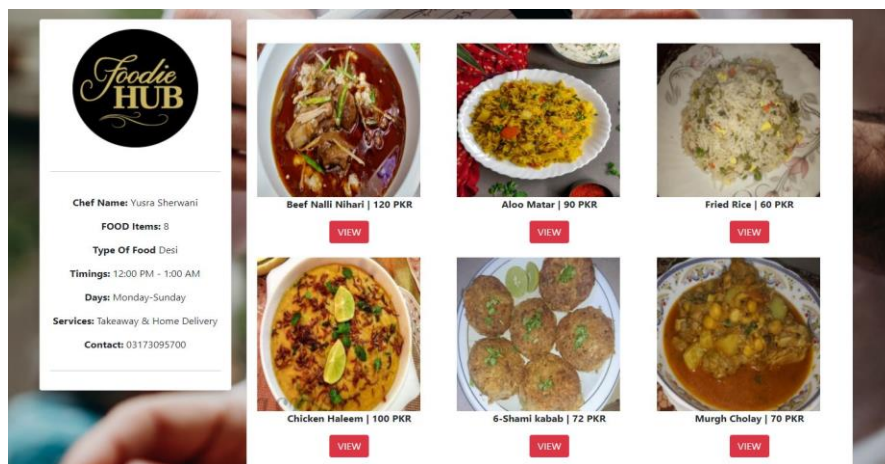 Foodie
HUB
Chef Name: Yusra Sherwani
FOOD Items: 8
Type Of Food Desi
Timings: 12:00 PM - 1:00 AM
Days: Monday-Sunday
Services: Takeaway & Home Delivery
Contact: 03173095700
Beef Nalli Nihari | 120 PKR
VIEW
Aloo Matar | 90 PKR
VIEW
Fried Rice | 60 PKR
VIEW
Chicken Haleem | 100 PKR
VIEW
6-Shami kabab | 72 PKR
VIEW
Murgh Cholay | 70 PKR
VIEW